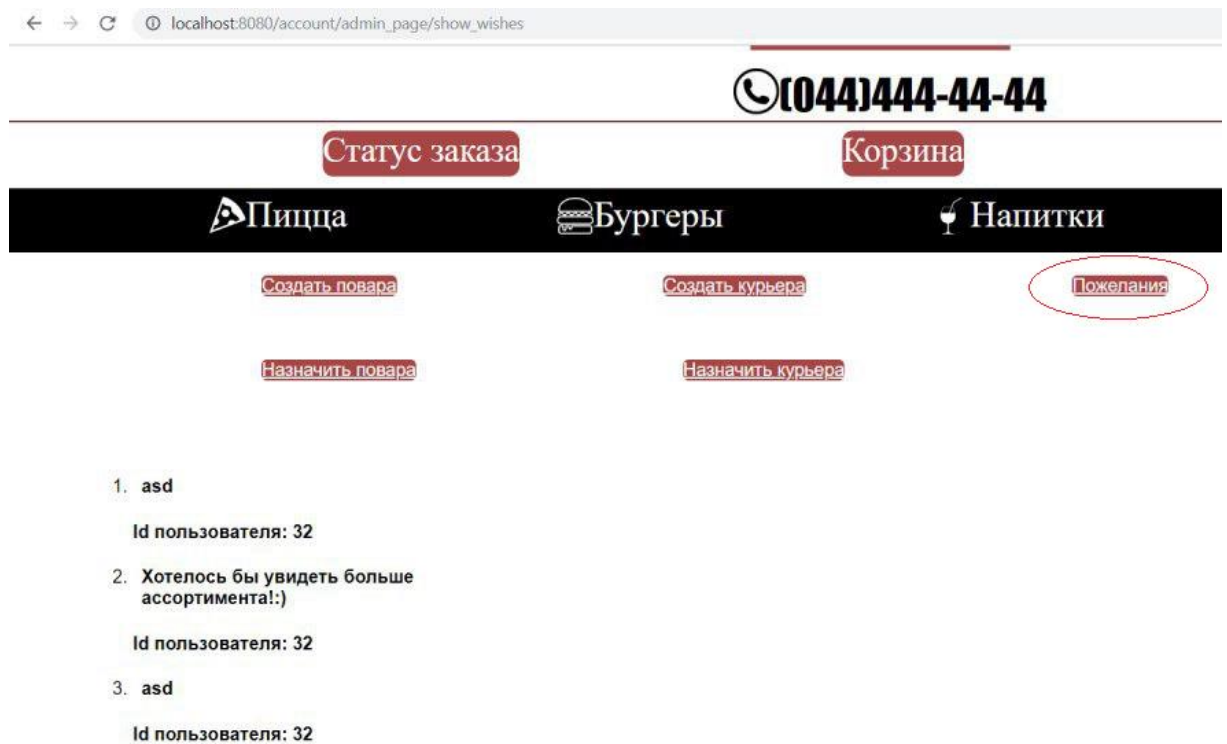 localhost:8080/account/admin_page/show_wishes
(044)444-44-44
Статус заказа Корзина
Пицца Бургеры Напитки
Создать повара Создать курьера Пожелания
Назначить повара Назначить курьера
1. asd
Id пользователя: 32
2. Хотелось бы увидеть больше
ассортимента!:)
Id пользователя: 32
3. asd
Id пользователя: 32